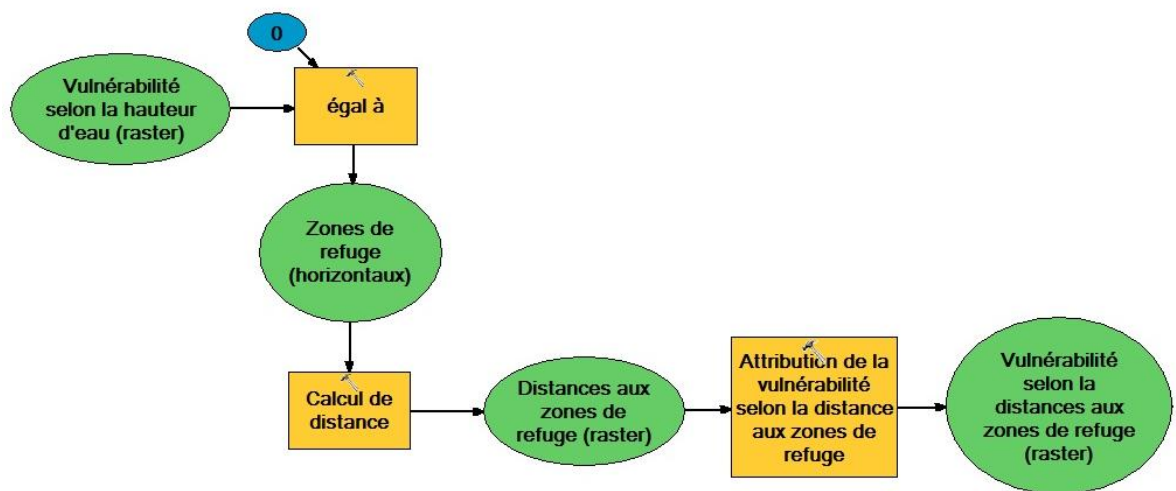 0
Vulnérabilité
selon la hauteur
d'eau (raster)
égal à
Zones de
refuge
(horizontaux)
Calcul de
distance
Distances aux
zones de
refuge (raster)
Attribution de la
vulnérabilité
selon la distance
aux zones de
refuge
Vulnérabilité
selon la
distances aux
zones de refuge
(raster)